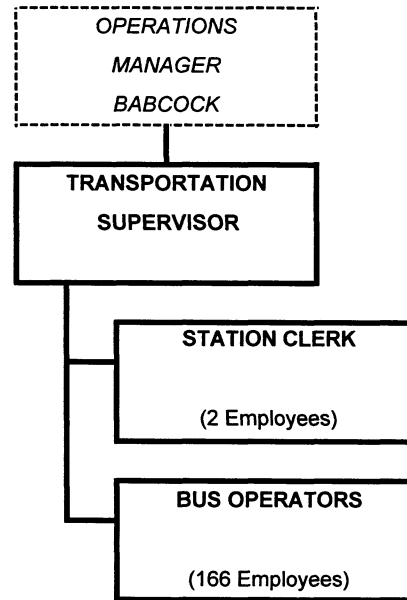 OPERATIONS
MANAGER
BABCOCK
TRANSPORTATION
SUPERVISOR
STATION CLERK
(2 Employees)
BUS OPERATORS
(166 Employees)